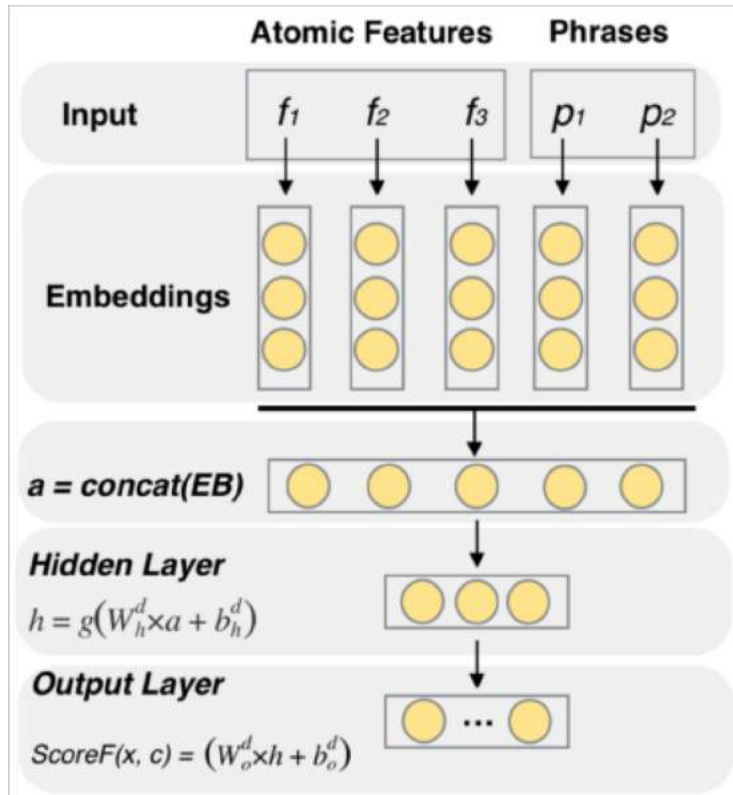 Atomic Features Phrases
Input f₁ f₂ f₃ p₁ p₂
Embeddings
a = concat(EB)
Hidden Layer
h = g(W_h^d×a + b_h^d)
Output Layer
...
ScoreF(x, c) = (W_o^d×h + b_o^d)